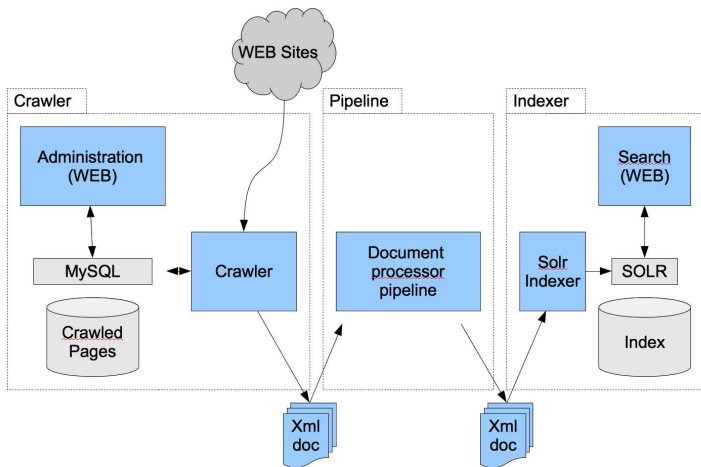 WEB Sites
Crawler
Pipeline
Indexer
Administration
(WEB)
Search
(WEB)
MySQL
Crawler
Document
processor
pipeline
Solr
Indexer
SOLR
Crawled
Pages
Index
Xml
doc
Xml
doc